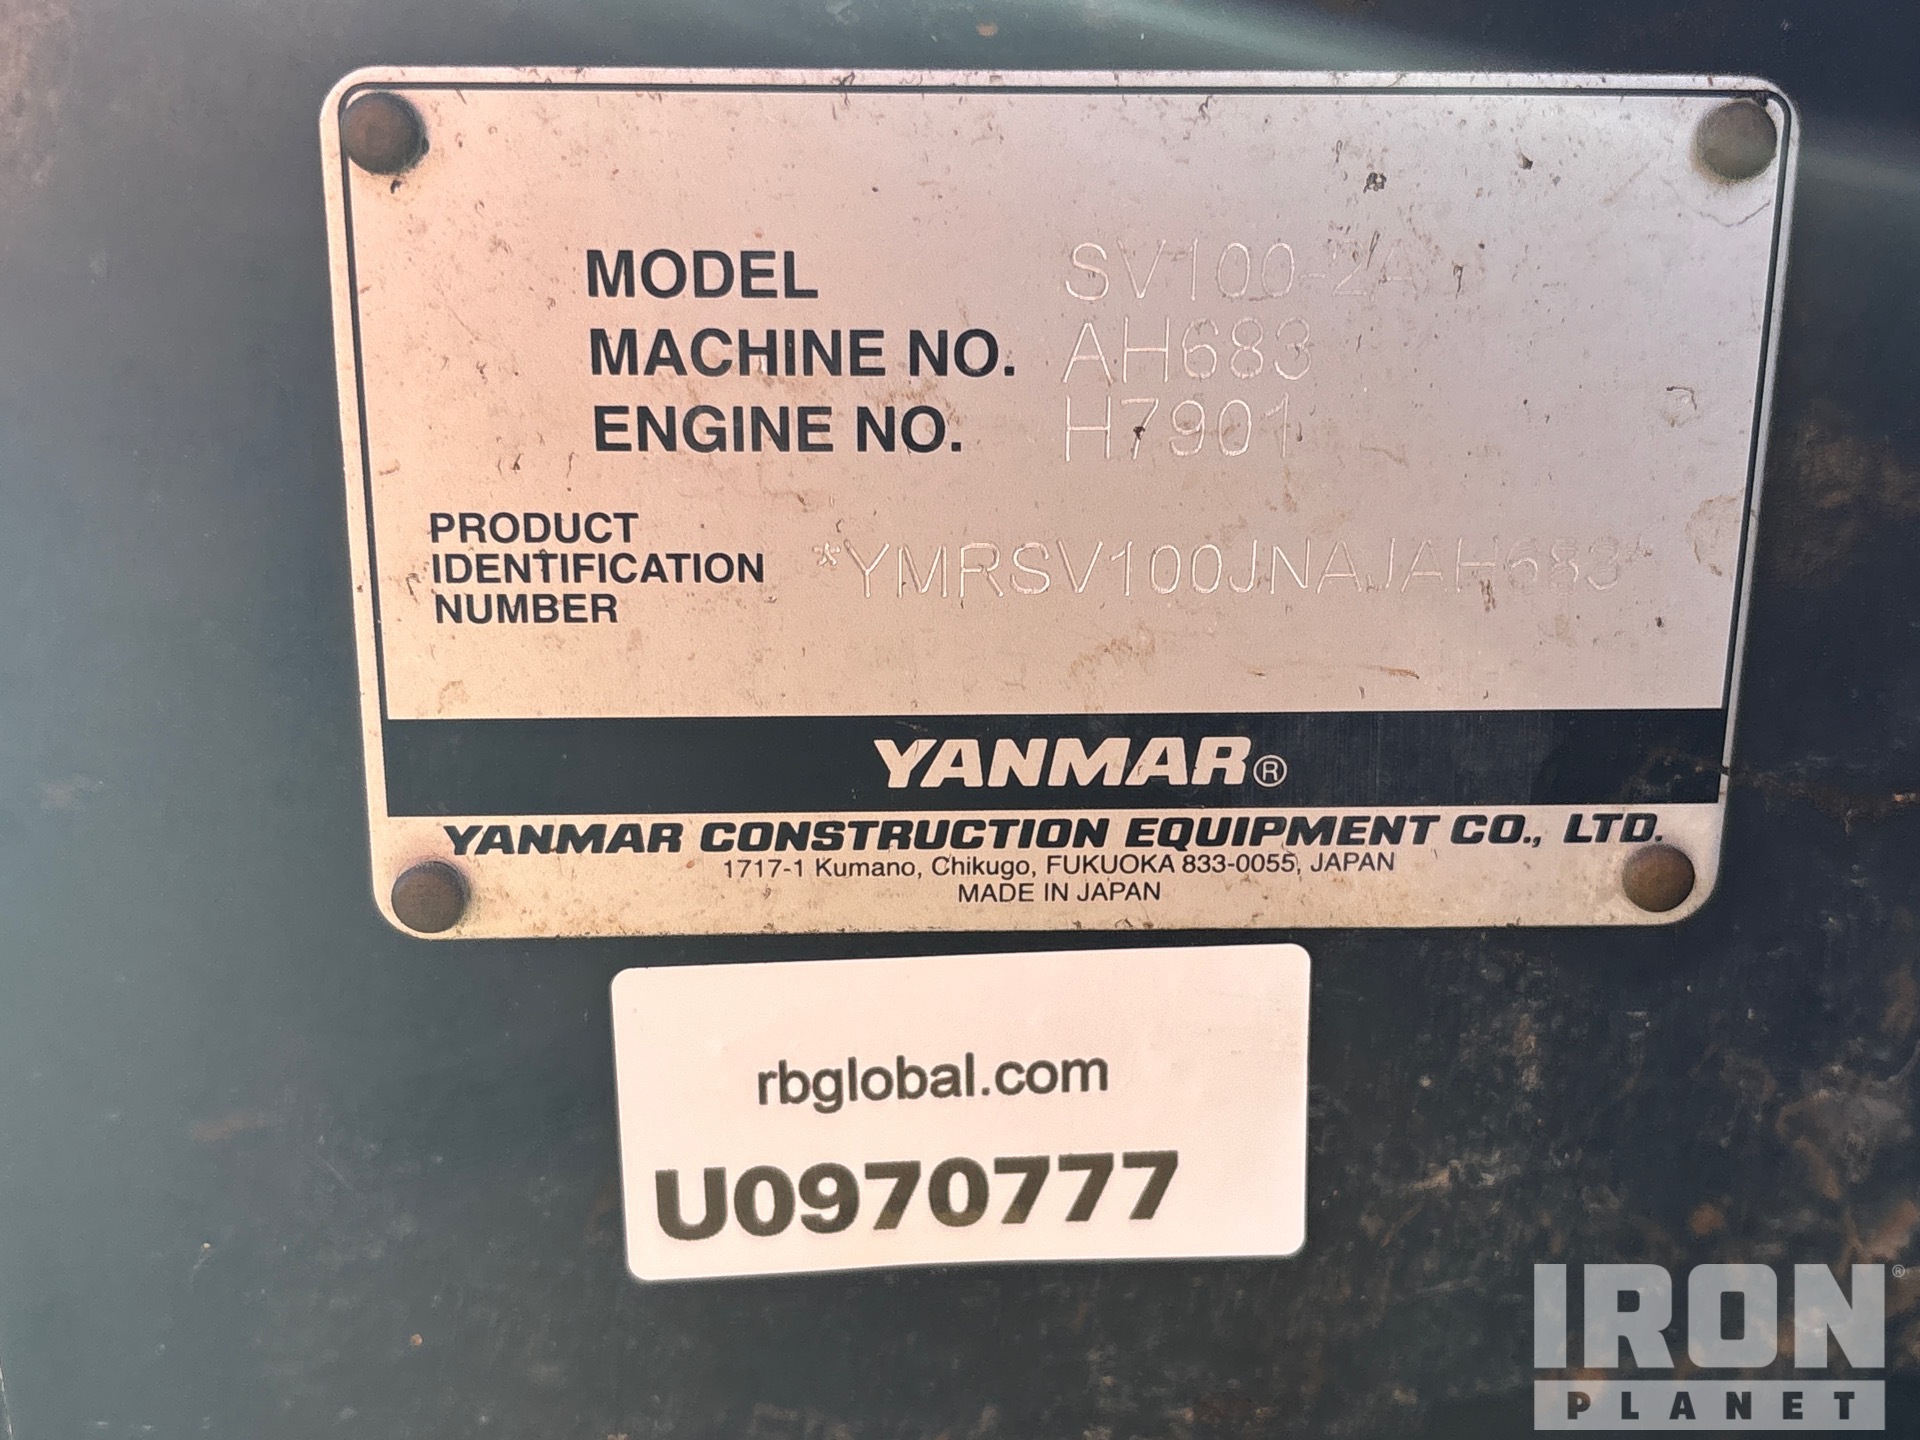 MODEL SV100-2A
MACHINE NO. AH683
ENGINE NO. H7901
PRODUCT
IDENTIFICATION
NUMBER
*YMRSV100JNAJAH683*
YANMAR®
YANMAR CONSTRUCTION EQUIPMENT CO., LTD.
1717-1 Kumano, Chikugo, FUKUOKA 833-0055, JAPAN
MADE IN JAPAN
rbglobal.com
U0970777
IRON®
PLANET